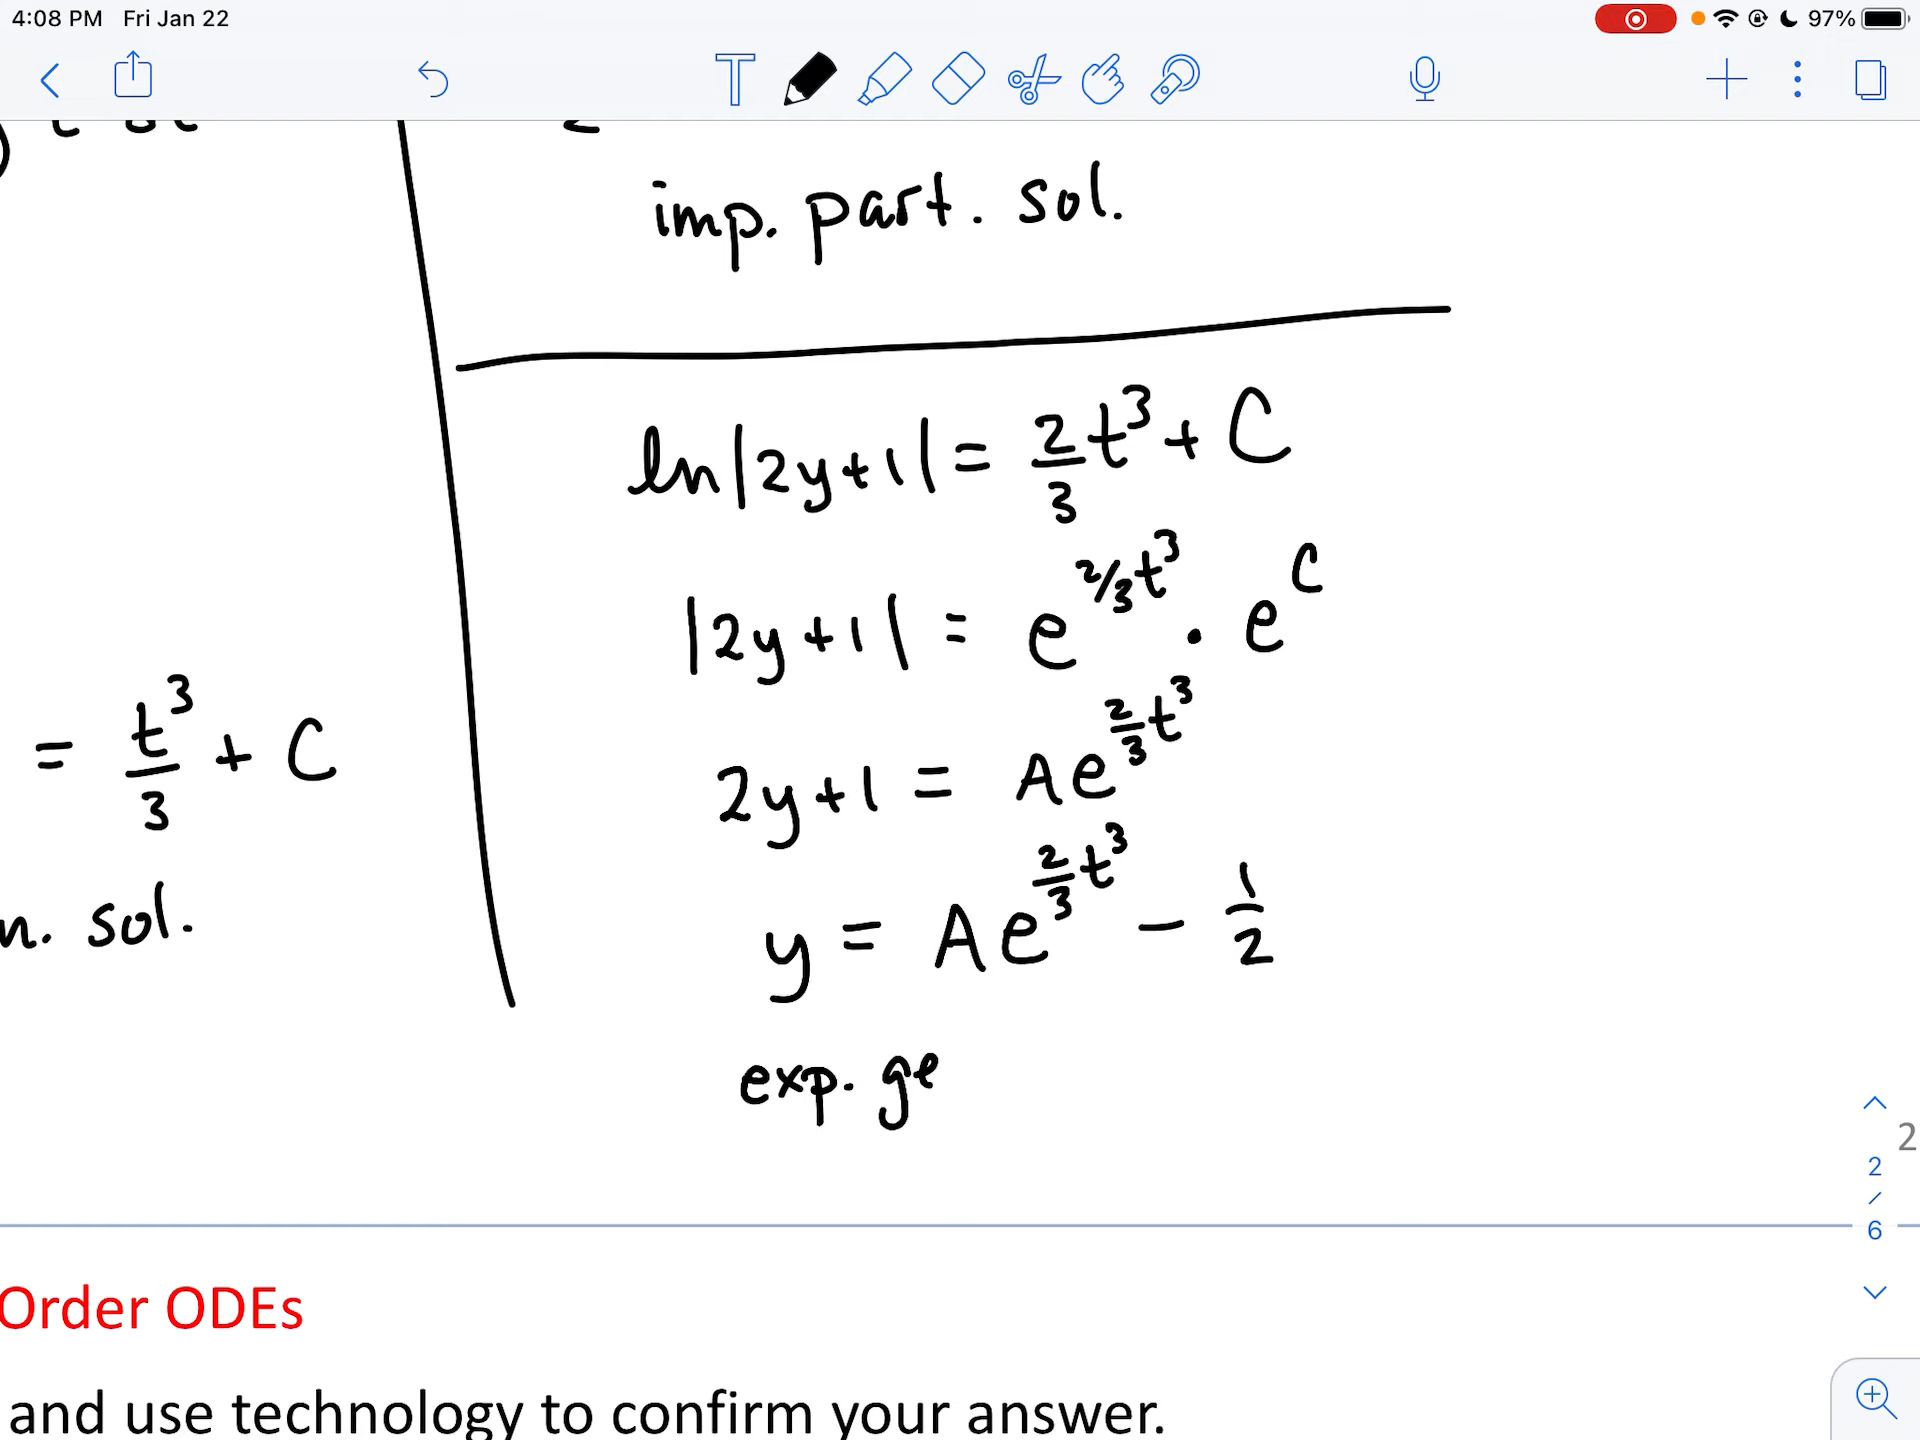 4:08 PM Fri Jan 22 97%
imp. part. sol.
ln|2y+1| = 2/3 t³ + C
|2y+1| = e^(2/3 t³) · e^C
2y+1 = Ae^(2/3 t³)
y = Ae^(2/3 t³) − 1/2
exp. ge
= t³/3 + C
n. sol.
2
2
/
6
Order ODEs
and use technology to confirm your answer.